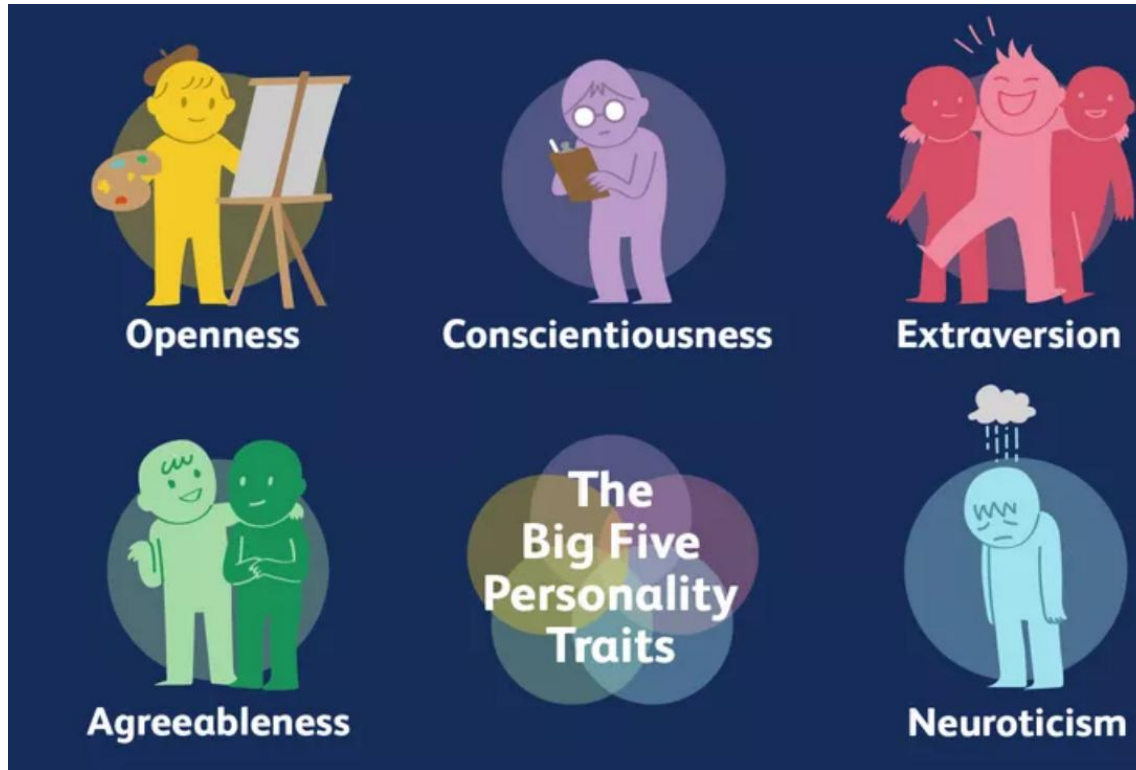 Openness
Conscientiousness
Extraversion
Agreeableness
The
Big Five
Personality
Traits
Neuroticism